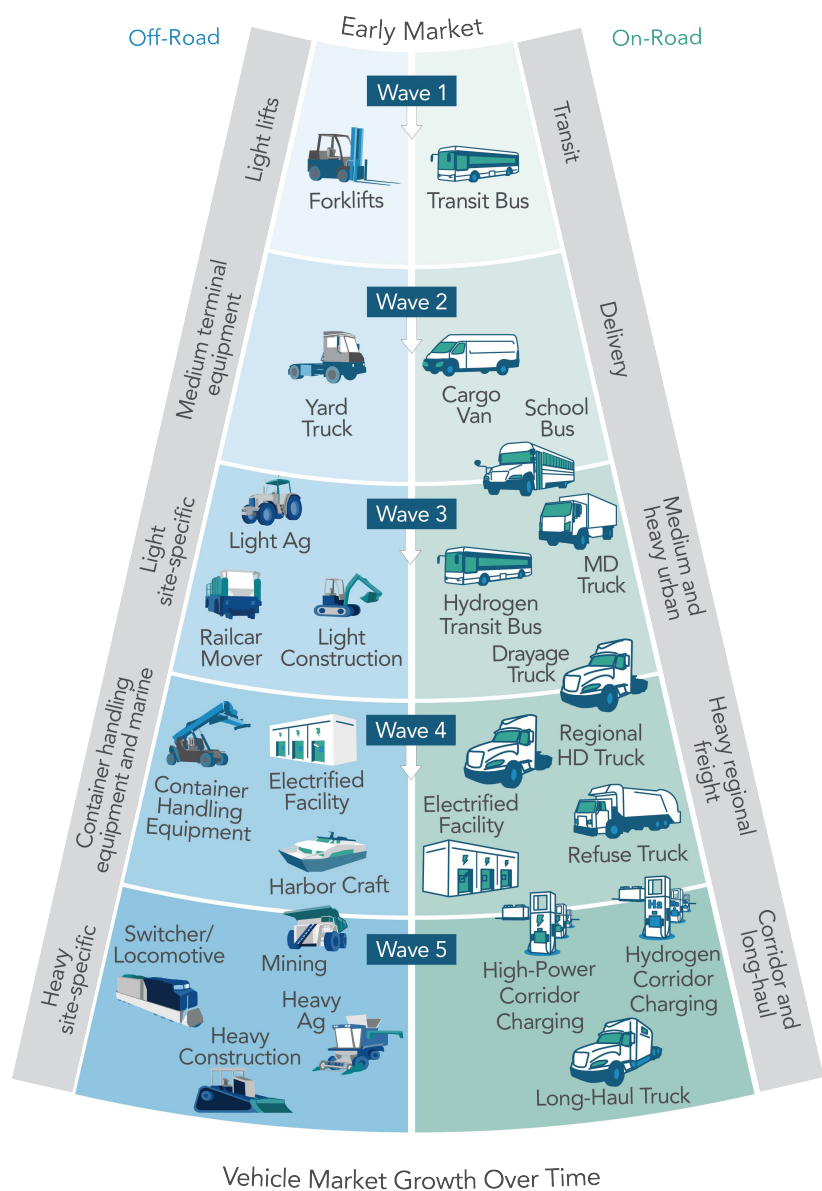 Early Market
Off-Road
On-Road
Wave 1
Light lifts
Transit
Forklifts
Transit Bus
Wave 2
Medium terminal
equipment
Delivery
Yard
Truck
Cargo
Van
School
Bus
Wave 3
Light
site-specific
Medium and
heavy urban
Light Ag
MD
Truck
Railcar
Mover
Light
Construction
Hydrogen
Transit Bus
Drayage
Truck
Wave 4
Container handling
equipment and marine
Heavy regional
freight
Container
Handling
Equipment
Electrified
Facility
Harbor Craft
Regional
HD Truck
Electrified
Facility
Refuse Truck
Wave 5
Heavy
site-specific
Corridor and
long-haul
Switcher/
Locomotive
Mining
Heavy
Ag
Heavy
Construction
High-Power
Corridor
Charging
H2
Hydrogen
Corridor
Charging
Long-Haul Truck
Vehicle Market Growth Over Time